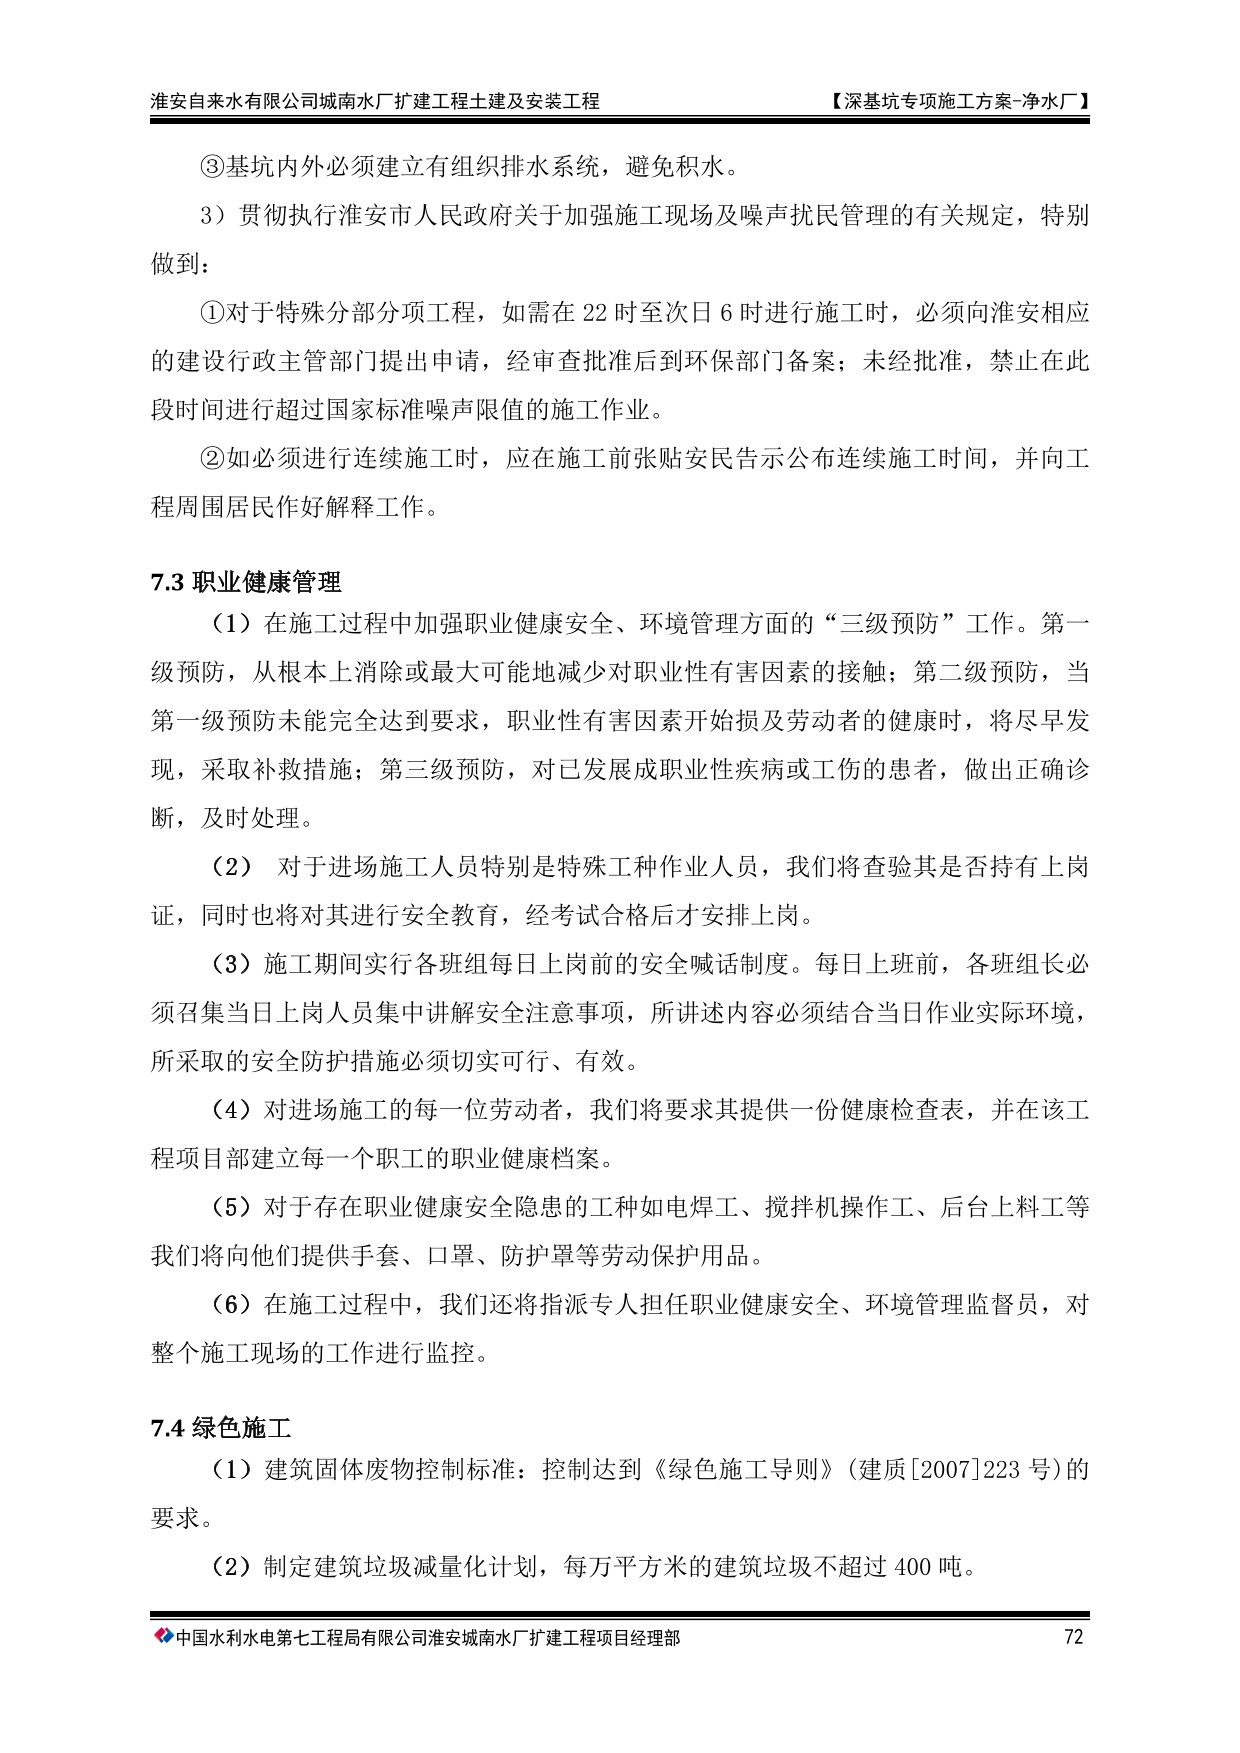 淮安自来水有限公司城南水厂扩建工程土建及安装工程 【深基坑专项施工方案-净水厂】
③基坑内外必须建立有组织排水系统，避免积水。
3）贯彻执行淮安市人民政府关于加强施工现场及噪声扰民管理的有关规定，特别
做到：
①对于特殊分部分项工程，如需在 22 时至次日 6 时进行施工时，必须向淮安相应
的建设行政主管部门提出申请，经审查批准后到环保部门备案；未经批准，禁止在此
段时间进行超过国家标准噪声限值的施工作业。
②如必须进行连续施工时，应在施工前张贴安民告示公布连续施工时间，并向工
程周围居民作好解释工作。
7.3 职业健康管理
（1）在施工过程中加强职业健康安全、环境管理方面的“三级预防”工作。第一
级预防，从根本上消除或最大可能地减少对职业性有害因素的接触；第二级预防，当
第一级预防未能完全达到要求，职业性有害因素开始损及劳动者的健康时，将尽早发
现，采取补救措施；第三级预防，对已发展成职业性疾病或工伤的患者，做出正确诊
断，及时处理。
（2） 对于进场施工人员特别是特殊工种作业人员，我们将查验其是否持有上岗
证，同时也将对其进行安全教育，经考试合格后才安排上岗。
（3）施工期间实行各班组每日上岗前的安全喊话制度。每日上班前，各班组长必
须召集当日上岗人员集中讲解安全注意事项，所讲述内容必须结合当日作业实际环境，
所采取的安全防护措施必须切实可行、有效。
（4）对进场施工的每一位劳动者，我们将要求其提供一份健康检查表，并在该工
程项目部建立每一个职工的职业健康档案。
（5）对于存在职业健康安全隐患的工种如电焊工、搅拌机操作工、后台上料工等
我们将向他们提供手套、口罩、防护罩等劳动保护用品。
（6）在施工过程中，我们还将指派专人担任职业健康安全、环境管理监督员，对
整个施工现场的工作进行监控。
7.4 绿色施工
（1）建筑固体废物控制标准：控制达到《绿色施工导则》(建质[2007]223 号)的
要求。
（2）制定建筑垃圾减量化计划，每万平方米的建筑垃圾不超过 400 吨。
中国水利水电第七工程局有限公司淮安城南水厂扩建工程项目经理部 72